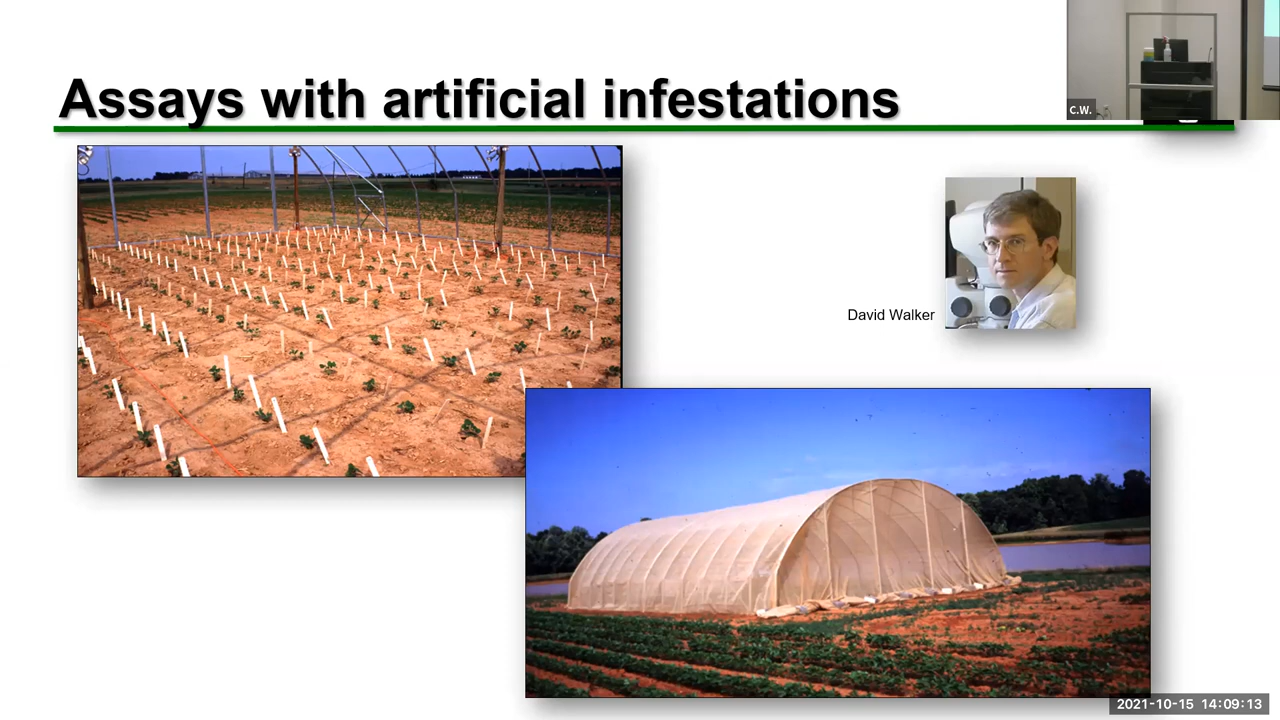 Assays with artificial infestations
C.W.
David Walker
2021-10-15 14:09:13